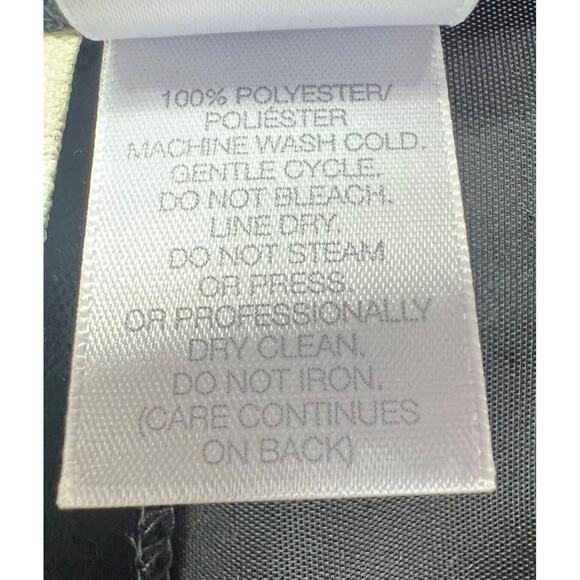 100% POLYESTER/
POLIÉSTER
MACHINE WASH COLD.
GENTLE CYCLE.
DO NOT BLEACH.
LINE DRY.
DO NOT STEAM
OR PRESS.
OR PROFESSIONALLY
DRY CLEAN.
DO NOT IRON.
(CARE CONTINUES
ON BACK)